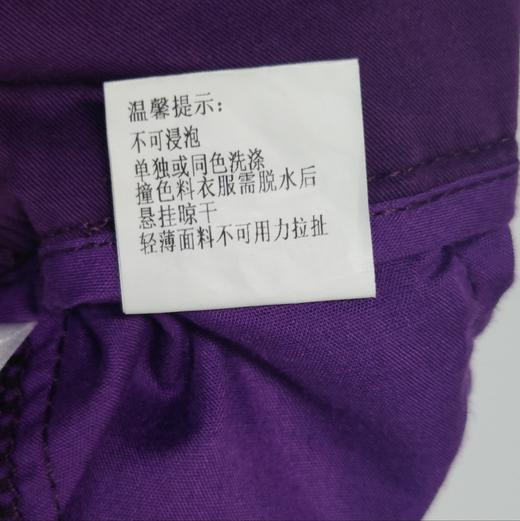 温馨提示：
不可浸泡
单独或同色洗涤
撞色料衣服需脱水后
悬挂晾干
轻薄面料不可用力拉扯